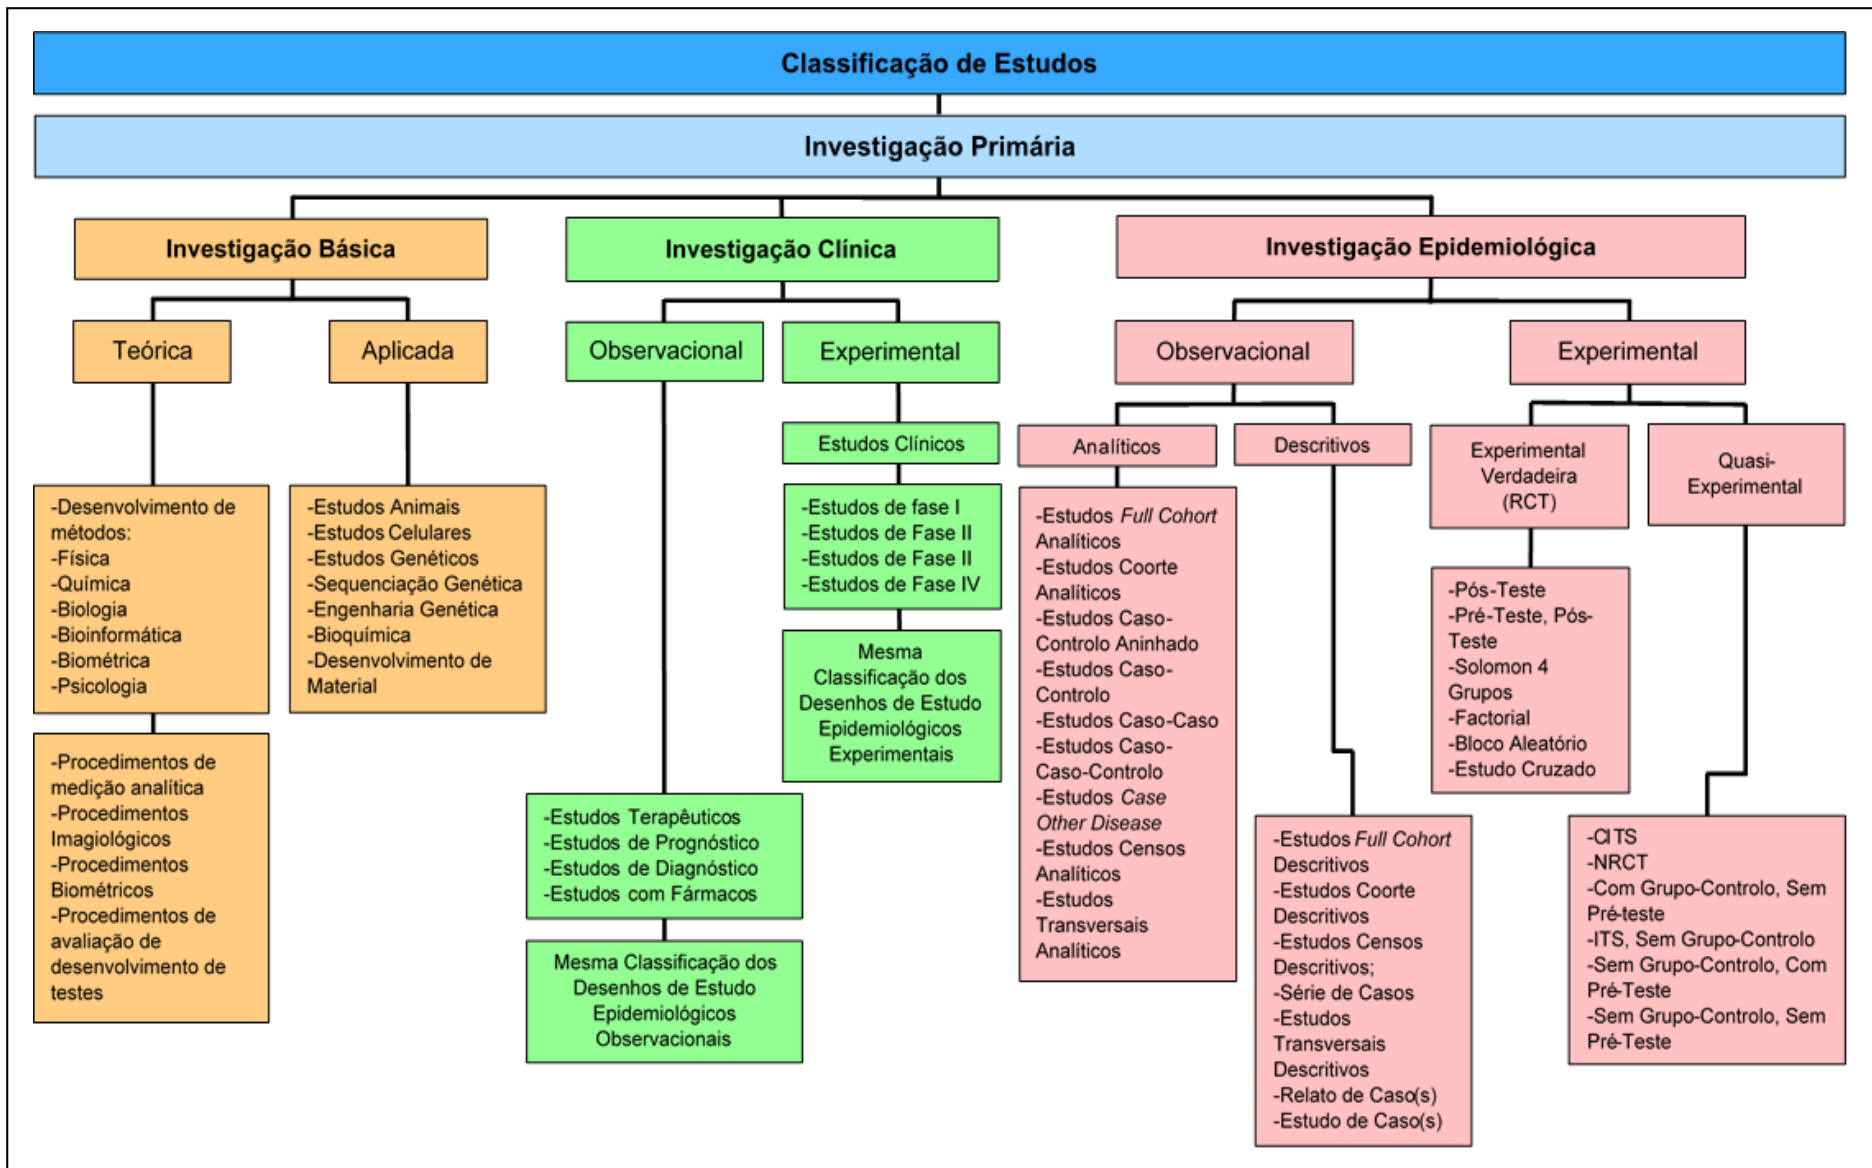 Classificação de Estudos
Investigação Primária
Investigação Básica
Investigação Clínica
Investigação Epidemiológica
Teórica
Aplicada
Observacional
Experimental
Observacional
Experimental
Estudos Clínicos
Analíticos
Descritivos
Experimental
Verdadeira
(RCT)
Quasi-
Experimental
-Desenvolvimento de
métodos:
-Física
-Química
-Biologia
-Bioinformática
-Biométrica
-Psicologia
-Estudos Animais
-Estudos Celulares
-Estudos Genéticos
-Sequenciação Genética
-Engenharia Genética
-Bioquímica
-Desenvolvimento de
Material
-Estudos de fase I
-Estudos de Fase II
-Estudos de Fase II
-Estudos de Fase IV
Mesma
Classificação dos
Desenhos de Estudo
Epidemiológicos
Experimentais
-Estudos Full Cohort
Analíticos
-Estudos Coorte
Analíticos
-Estudos Caso-
Controlo Aninhado
-Estudos Caso-
Controlo
-Estudos Caso-Caso
-Estudos Caso-
Caso-Controlo
-Estudos Case
Other Disease
-Estudos Censos
Analíticos
-Estudos
Transversais
Analíticos
-Pós-Teste
-Pré-Teste, Pós-
Teste
-Solomon 4
Grupos
-Factorial
-Bloco Aleatório
-Estudo Cruzado
-Procedimentos de
medição analítica
-Procedimentos
Imagiológicos
-Procedimentos
Biométricos
-Procedimentos de
avaliação de
desenvolvimento de
testes
-Estudos Terapêuticos
-Estudos de Prognóstico
-Estudos de Diagnóstico
-Estudos com Fármacos
Mesma Classificação dos
Desenhos de Estudo
Epidemiológicos
Observacionais
-Estudos Full Cohort
Descritivos
-Estudos Coorte
Descritivos
-Estudos Censos
Descritivos;
-Série de Casos
-Estudos
Transversais
Descritivos
-Relato de Caso(s)
-Estudo de Caso(s)
-CITS
-NRCT
-Com Grupo-Controlo, Sem
Pré-teste
-ITS, Sem Grupo-Controlo
-Sem Grupo-Controlo, Com
Pré-Teste
-Sem Grupo-Controlo, Sem
Pré-Teste